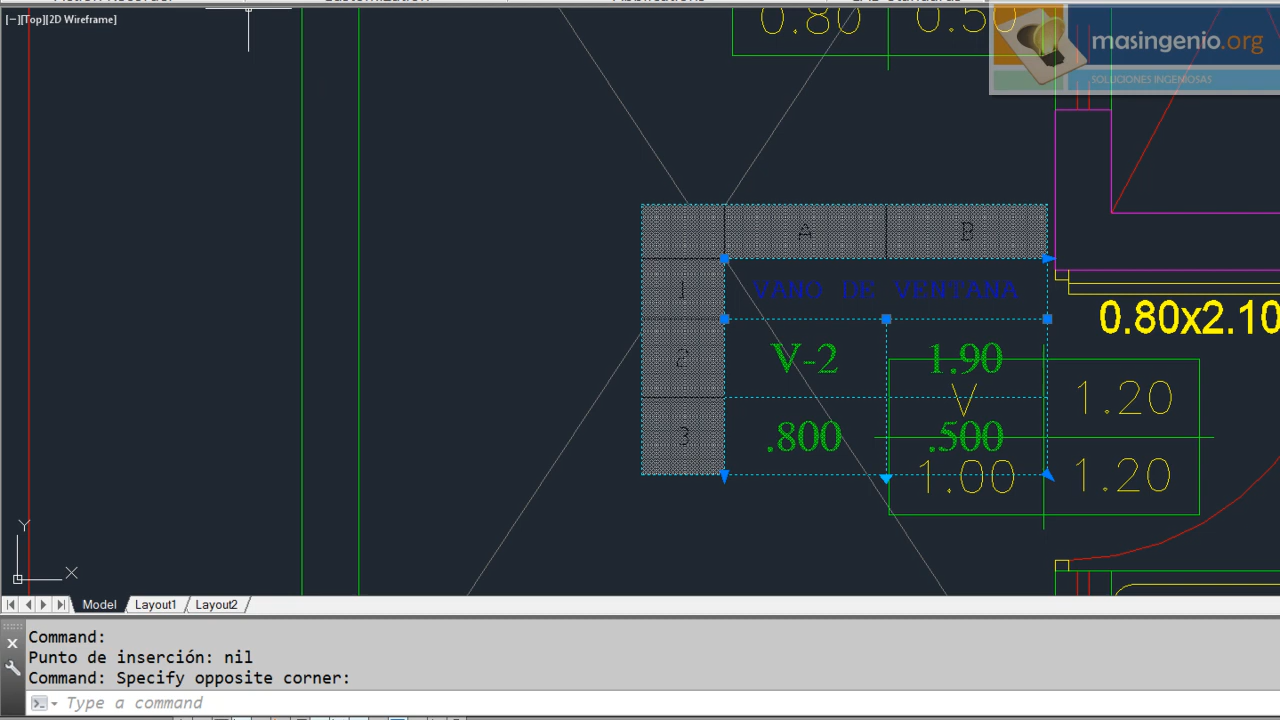 [−][Top][2D Wireframe]
0.80 0.50
masingenio.org
SOLUCIONES INGENIOSAS
A B
1 VANO DE VENTANA
0.80x2.10
2 V-2 1.90
V 1.20
3 .800 .500
1.00 1.20
Y
X
Model Layout1 Layout2
Command:
Punto de inserción: nil
Command: Specify opposite corner:
Type a command